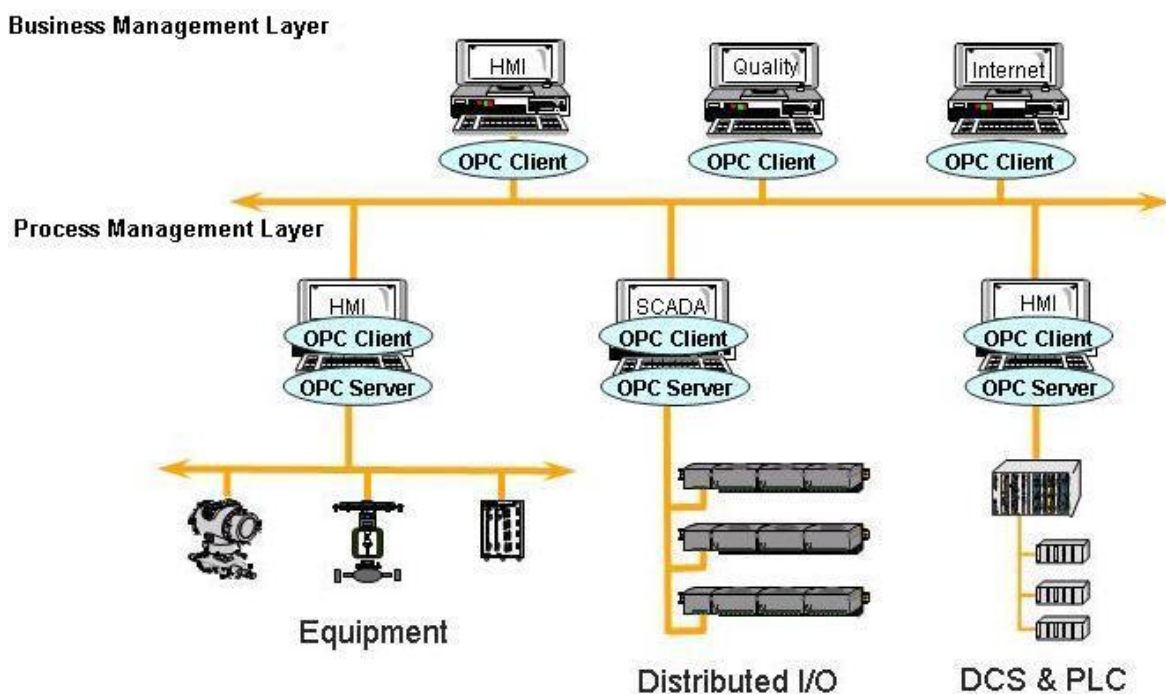 Business Management Layer
HMI
Quality
Internet
OPC Client
OPC Client
OPC Client
Process Management Layer
HMI
SCADA
HMI
OPC Client
OPC Client
OPC Client
OPC Server
OPC Server
OPC Server
Equipment
Distributed I/O
DCS & PLC